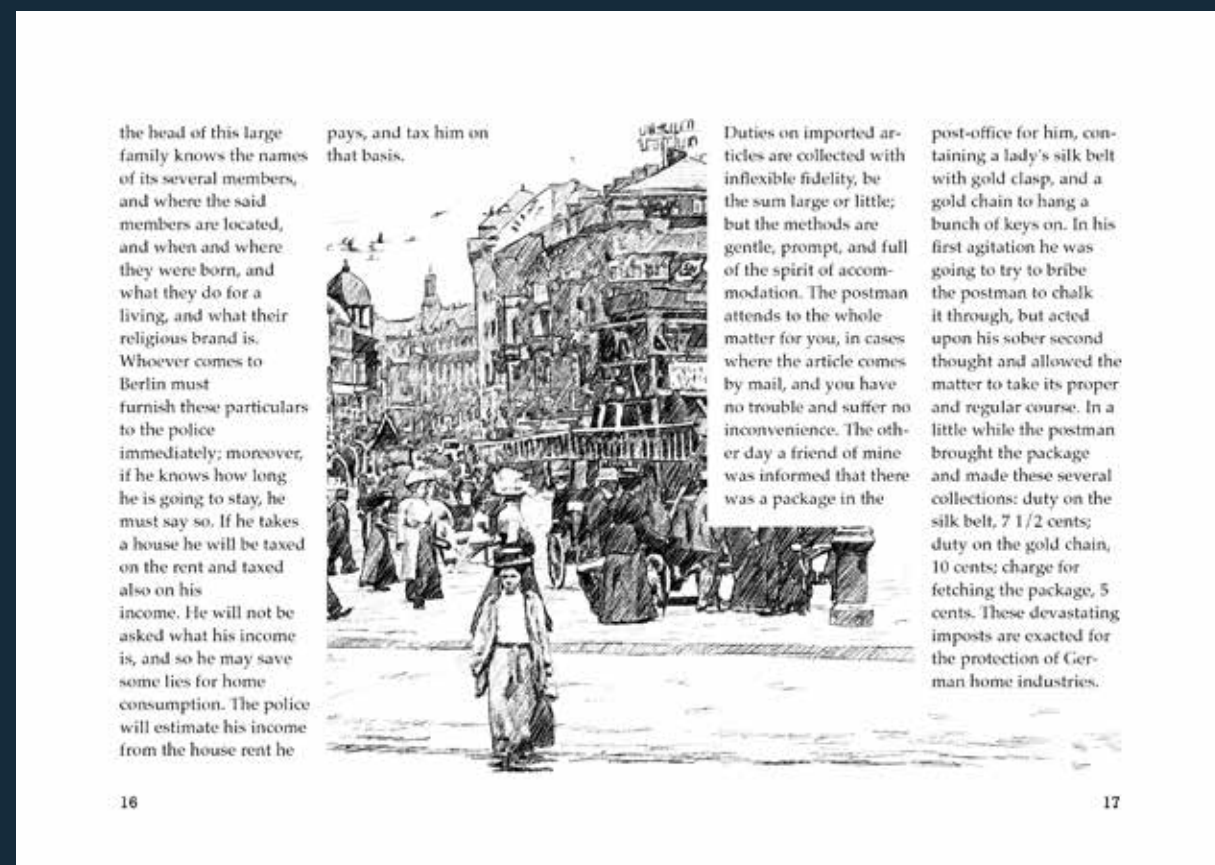 the head of this large
family knows the names
of its several members,
and where the said
members are located,
and when and where
they were born, and
what they do for a
living, and what their
religious brand is.
Whoever comes to
Berlin must
furnish these particulars
to the police
immediately; moreover,
if he knows how long
he is going to stay, he
must say so. If he takes
a house he will be taxed
on the rent and taxed
also on his
income. He will not be
asked what his income
is, and so he may save
some lies for home
consumption. The police
will estimate his income
from the house rent he
pays, and tax him on
that basis.
16
Duties on imported ar-
ticles are collected with
inflexible fidelity, be
the sum large or little;
but the methods are
gentle, prompt, and full
of the spirit of accom-
modation. The postman
attends to the whole
matter for you, in cases
where the article comes
by mail, and you have
no trouble and suffer no
inconvenience. The oth-
er day a friend of mine
was informed that there
was a package in the
post-office for him, con-
taining a lady's silk belt
with gold clasp, and a
gold chain to hang a
bunch of keys on. In his
first agitation he was
going to try to bribe
the postman to chalk
it through, but acted
upon his sober second
thought and allowed the
matter to take its proper
and regular course. In a
little while the postman
brought the package
and made these several
collections: duty on the
silk belt, 7 1/2 cents;
duty on the gold chain,
10 cents; charge for
fetching the package, 5
cents. These devastating
imposts are exacted for
the protection of Ger-
man home industries.
17